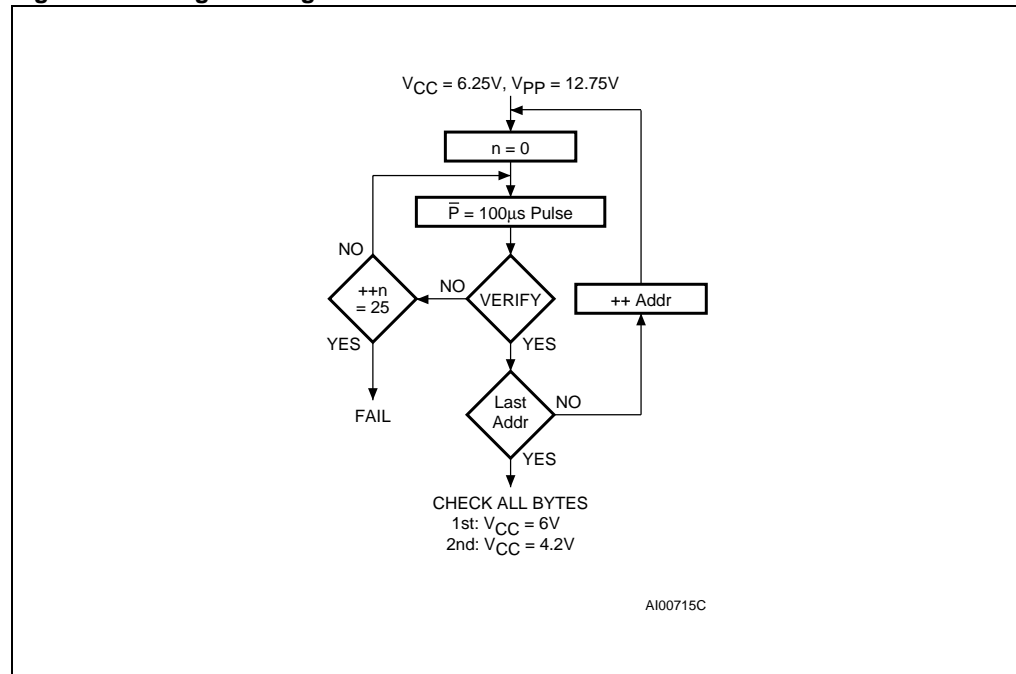 VCC = 6.25V, VPP = 12.75V
n = 0
P̅ = 100μs Pulse
NO
++n
= 25
NO
VERIFY
++ Addr
YES
YES
FAIL
Last
Addr
NO
YES
CHECK ALL BYTES
1st: VCC = 6V
2nd: VCC = 4.2V
AI00715C